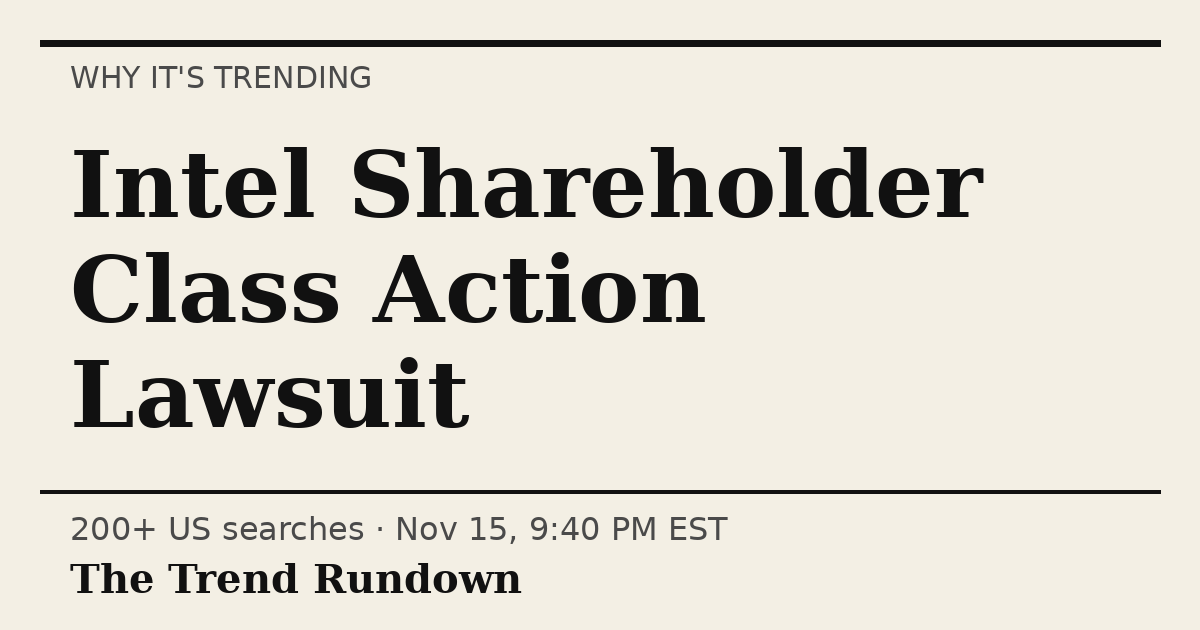 WHY IT'S TRENDING
Intel Shareholder
Class Action
Lawsuit
200+ US searches · Nov 15, 9:40 PM EST
The Trend Rundown